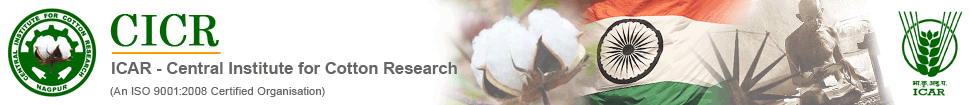 CENTRAL INSTITUTE FOR COTTON RESEARCH
NAGPUR
CICR
ICAR - Central Institute for Cotton Research
(An ISO 9001:2008 Certified Organisation)
भा.कृ.अनु.प.
ICAR